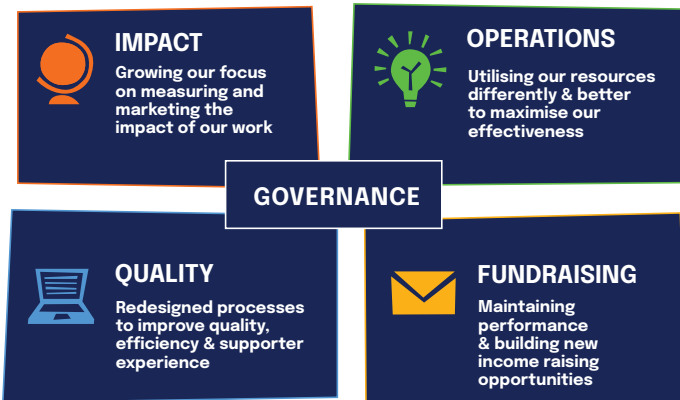 IMPACT
Growing our focus
on measuring and
marketing the
impact of our work
OPERATIONS
Utilising our resources
differently & better
to maximise our
effectiveness
GOVERNANCE
QUALITY
Redesigned processes
to improve quality,
efficiency & supporter
experience
FUNDRAISING
Maintaining
performance
& building new
income raising
opportunities